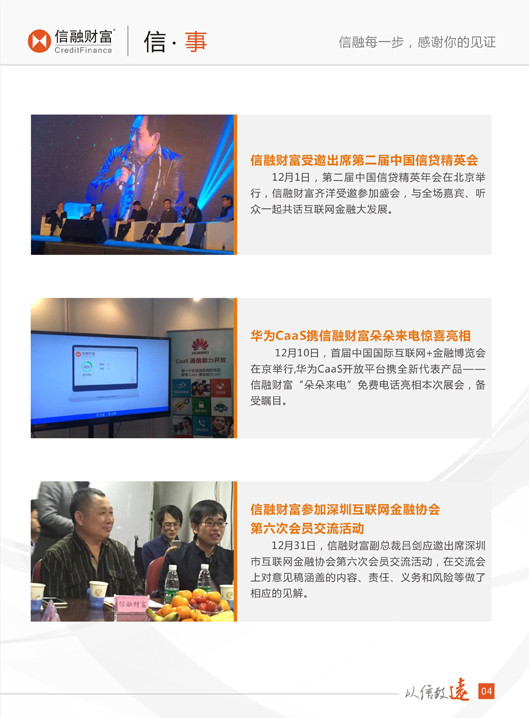 信融财富®
CreditFinance
信·事
信融每一步，感谢你的见证
信融财富受邀出席第二届中国信贷精英会
12月1日，第二届中国信贷精英年会在北京举
行，信融财富齐洋受邀参加盛会，与全场嘉宾、听
众一起共话互联网金融大发展。
信融财富
HUAWEI
CaaS 通信能力开放
华为CaaS携信融财富朵朵来电惊喜亮相
12月10日，首届中国国际互联网+金融博览会
在京举行,华为CaaS开放平台携全新代表产品——
信融财富“朵朵来电”免费电话亮相本次展会，备
受瞩目。
信融财富参加深圳互联网金融协会
第六次会员交流活动
12月31日，信融财富副总裁吕剑应邀出席深圳
市互联网金融协会第六次会员交流活动，在交流会
上对意见稿涵盖的内容、责任、义务和风险等做了
相应的见解。
信融财富
以信致远
04